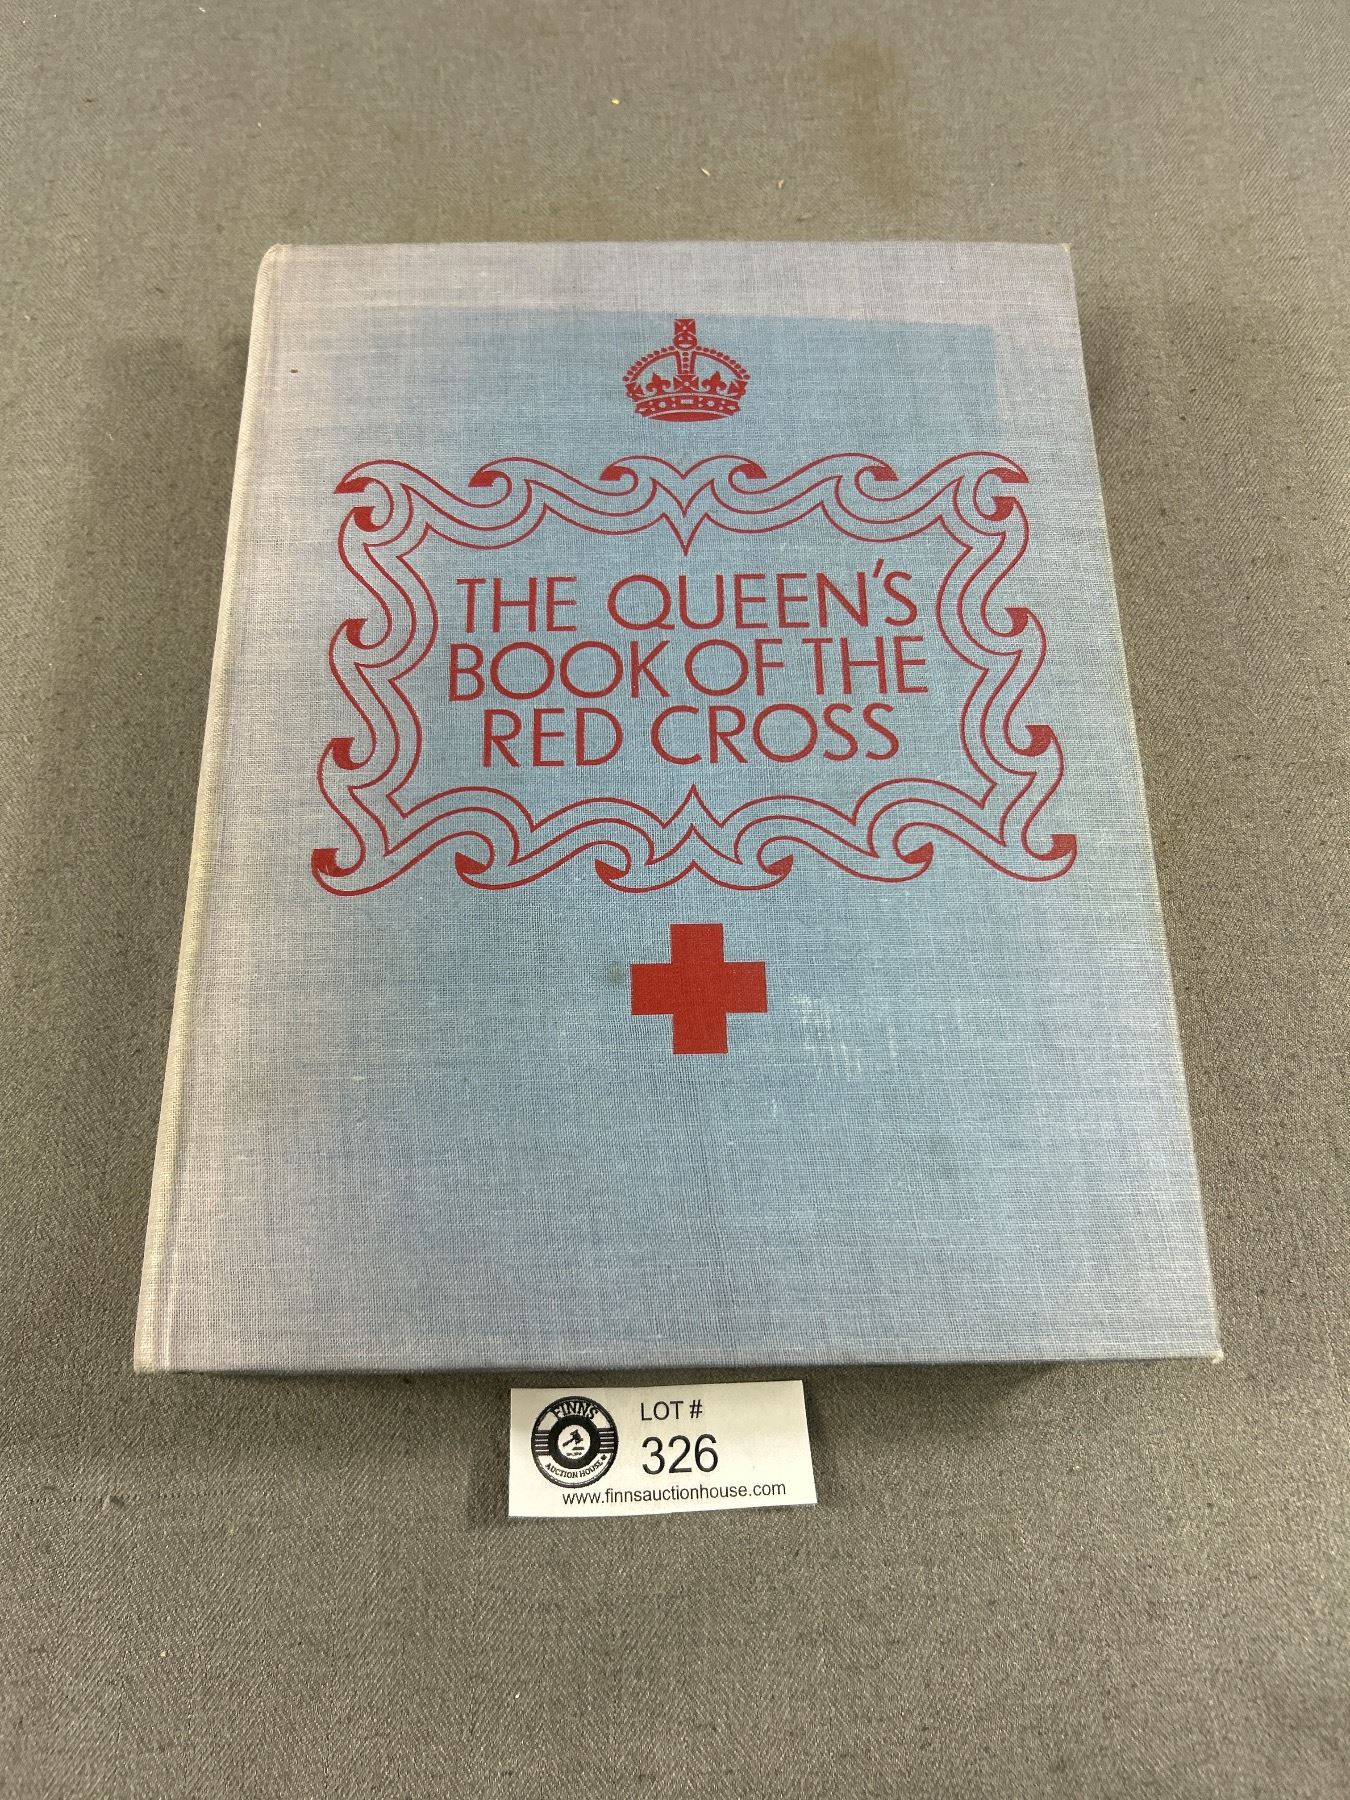 THE QUEEN'S
BOOK OF THE
RED CROSS
FINNS
AUCTION HOUSE
LOT #
326
www.finnsauctionhouse.com